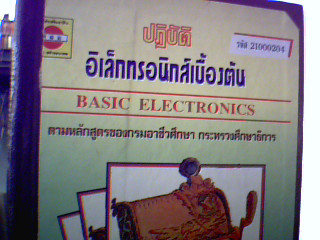 ปฏิบัติ
รหัส 21000204
อิเล็กทรอนิกส์เบื้องต้น
BASIC ELECTRONICS
ตามหลักสูตรของกรมอาชีวศึกษา กระทรวงศึกษาธิการ